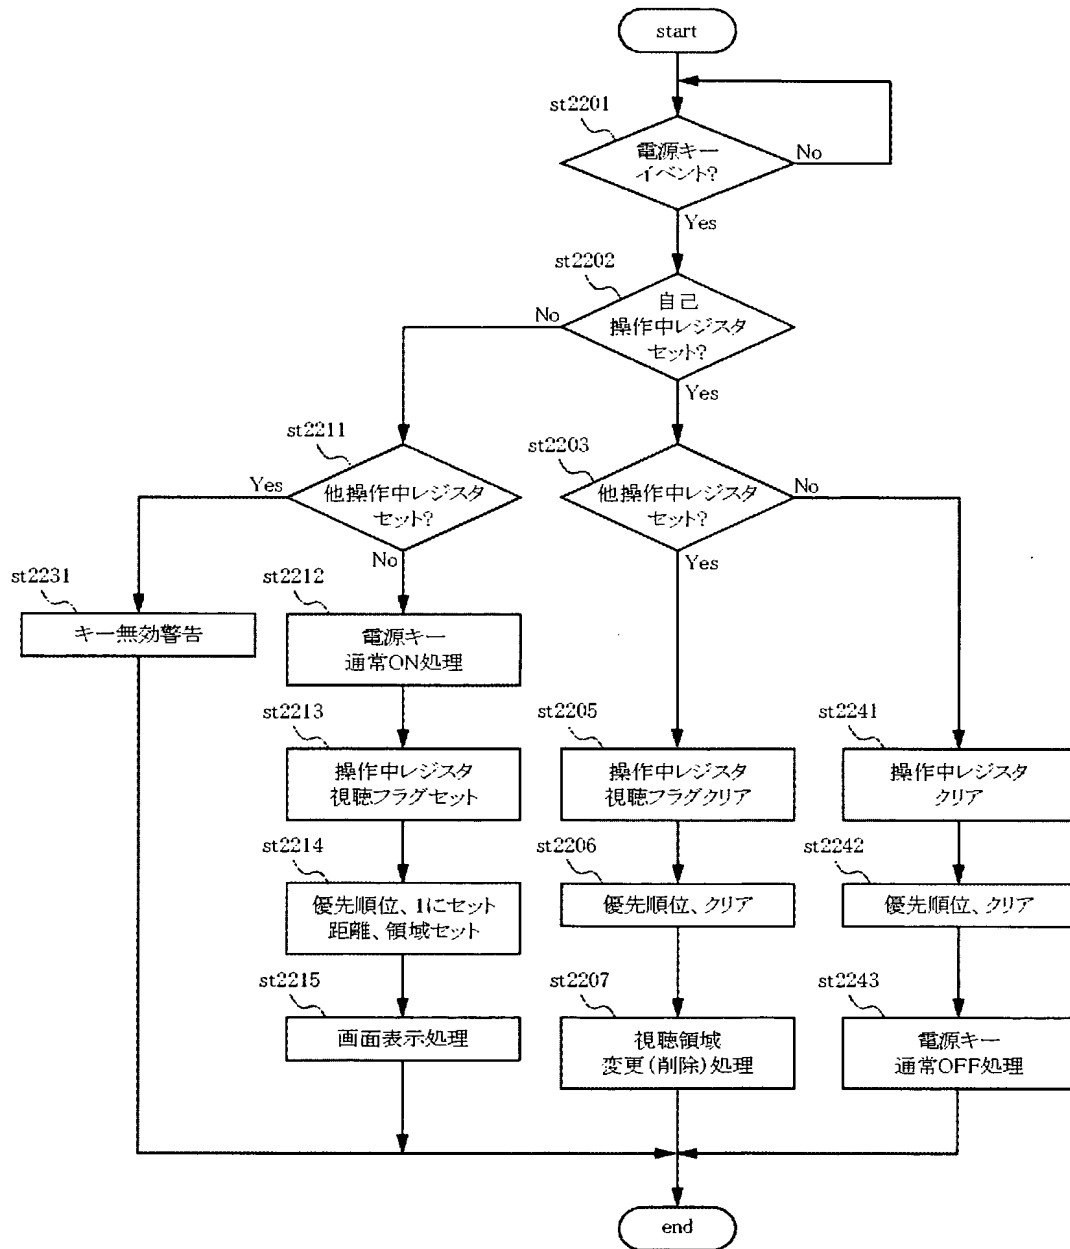 start
st2201
電源キー
イベント?
No
Yes
st2202
自己
操作中レジスタ
セット?
No
Yes
st2211
他操作中レジスタ
セット?
Yes
No
st2203
他操作中レジスタ
セット?
No
Yes
st2231
キー無効警告
st2212
電源キー
通常ON処理
st2213
操作中レジスタ
視聴フラグセット
st2205
操作中レジスタ
視聴フラグクリア
st2241
操作中レジスタ
クリア
st2214
優先順位、1にセット
距離、領域セット
st2206
優先順位、クリア
st2242
優先順位、クリア
st2215
画面表示処理
st2207
視聴領域
変更(削除)処理
st2243
電源キー
通常OFF処理
end